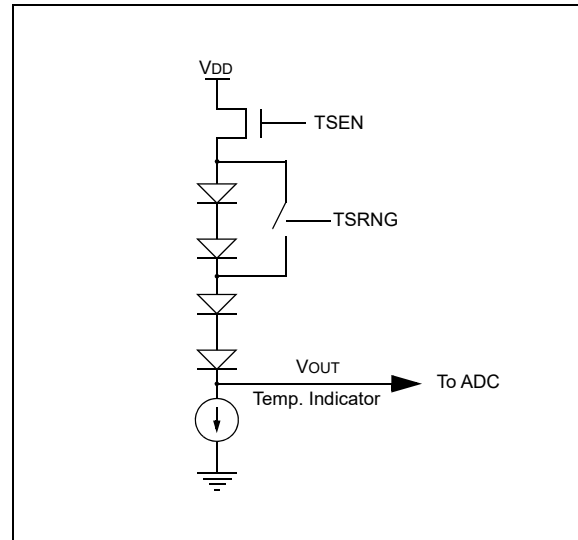 VDD
TSEN
TSRNG
VOUT
To ADC
Temp. Indicator